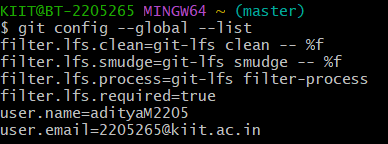 KIIT@BT-2205265 MINGW64 ~ (master)
$ git config --global --list
filter.lfs.clean=git-lfs clean -- %f
filter.lfs.smudge=git-lfs smudge -- %f
filter.lfs.process=git-lfs filter-process
filter.lfs.required=true
user.name=adityaM2205
user.email=2205265@kiit.ac.in